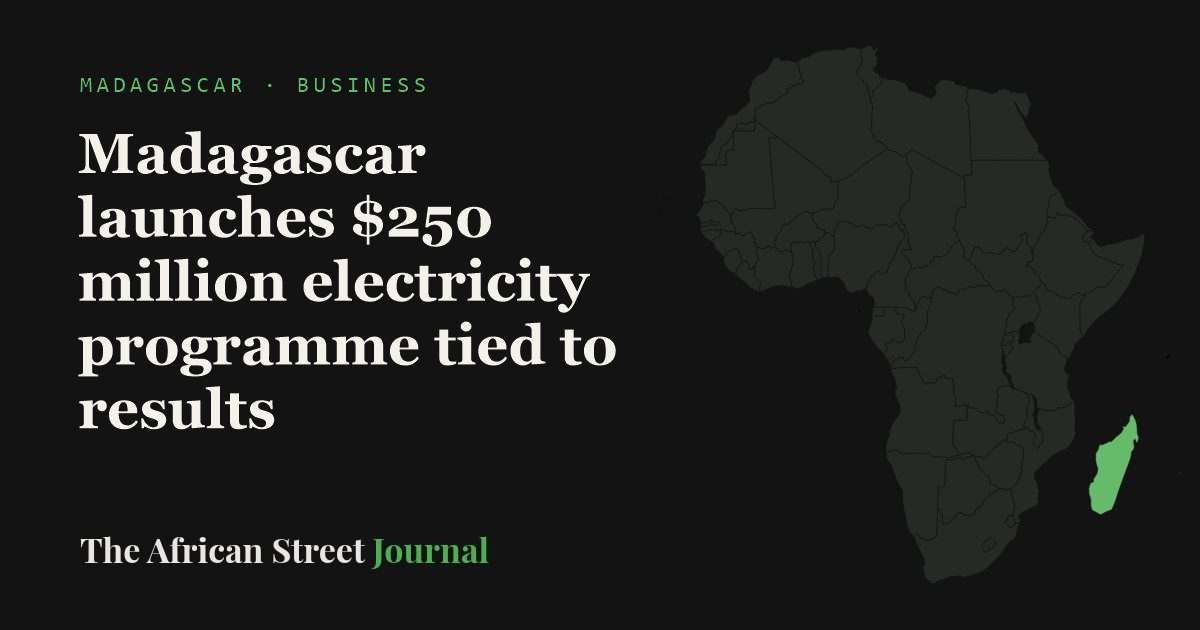 MADAGASCAR · BUSINESS
Madagascar
launches $250
million electricity
programme tied to
results
The African Street Journal